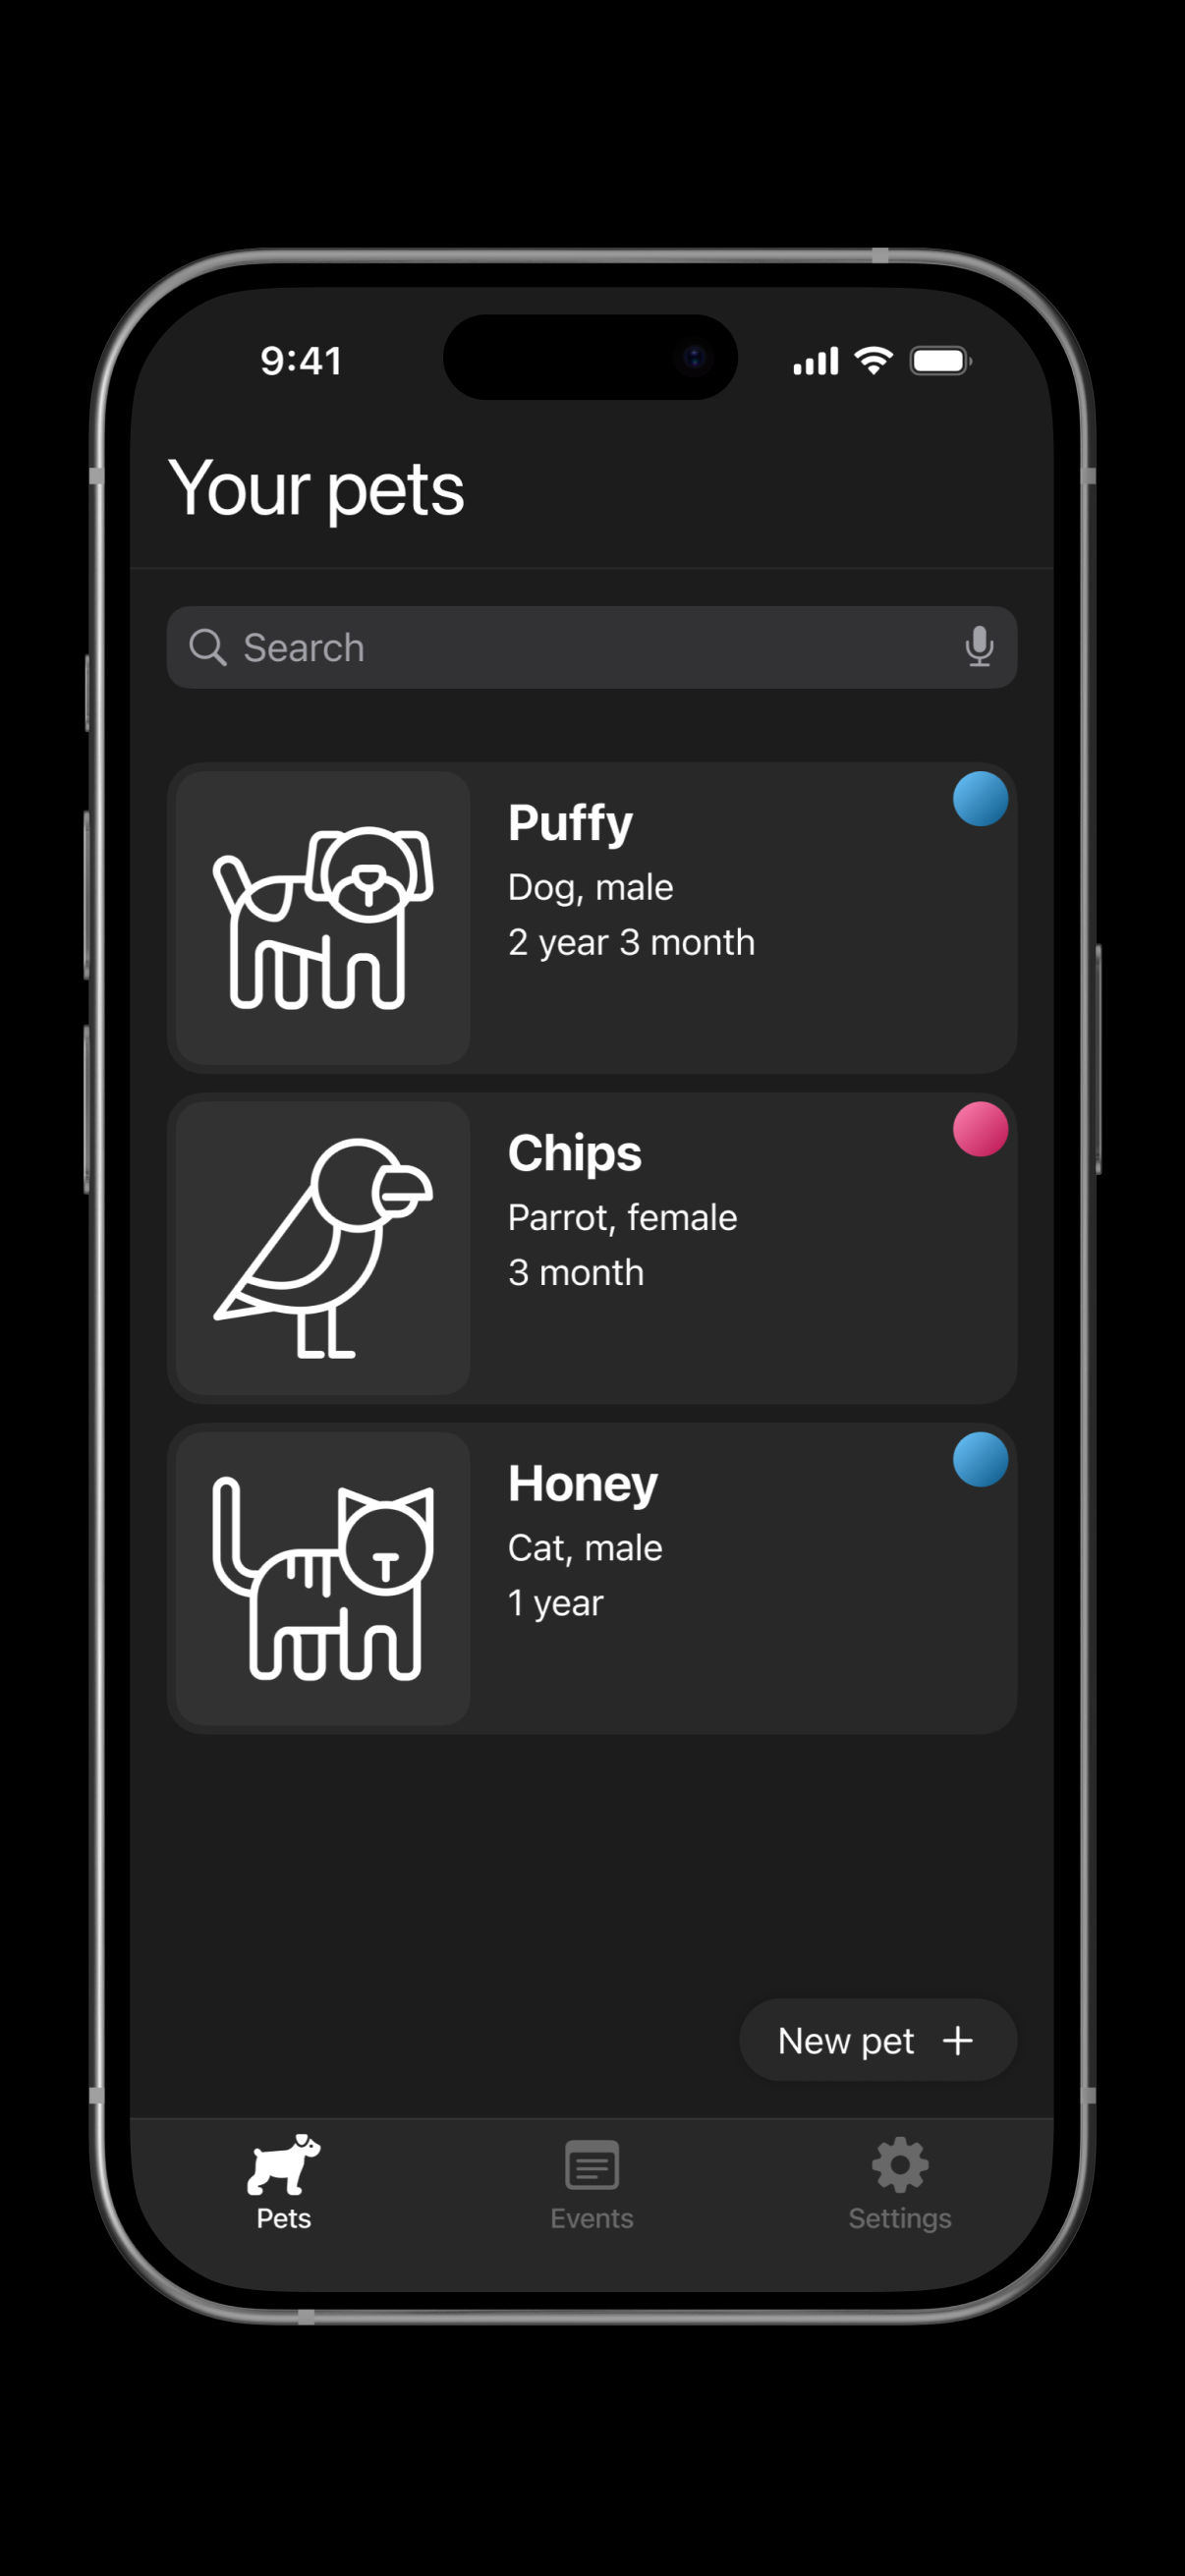 9:41
Your pets
Search
Puffy
Dog, male
2 year 3 month
Chips
Parrot, female
3 month
Honey
Cat, male
1 year
New pet +
Pets
Events
Settings